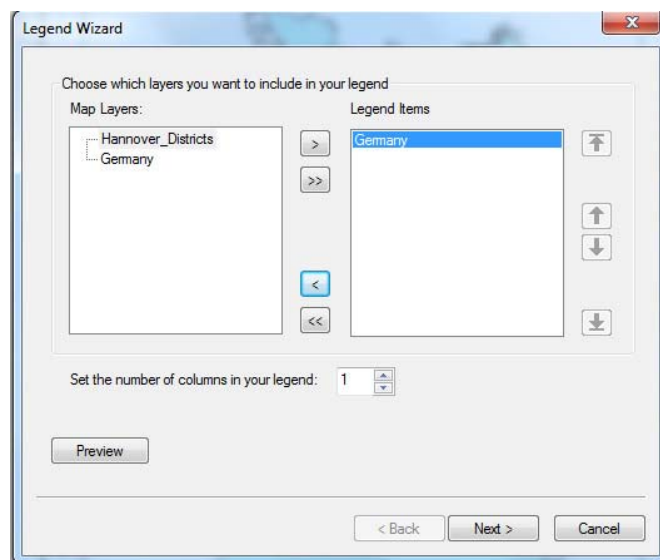 Legend Wizard
x
Choose which layers you want to include in your legend
Map Layers:
Legend Items
Hannover_Districts
Germany
Germany
>
>>
<
<<
Set the number of columns in your legend: 1
Preview
< Back Next > Cancel